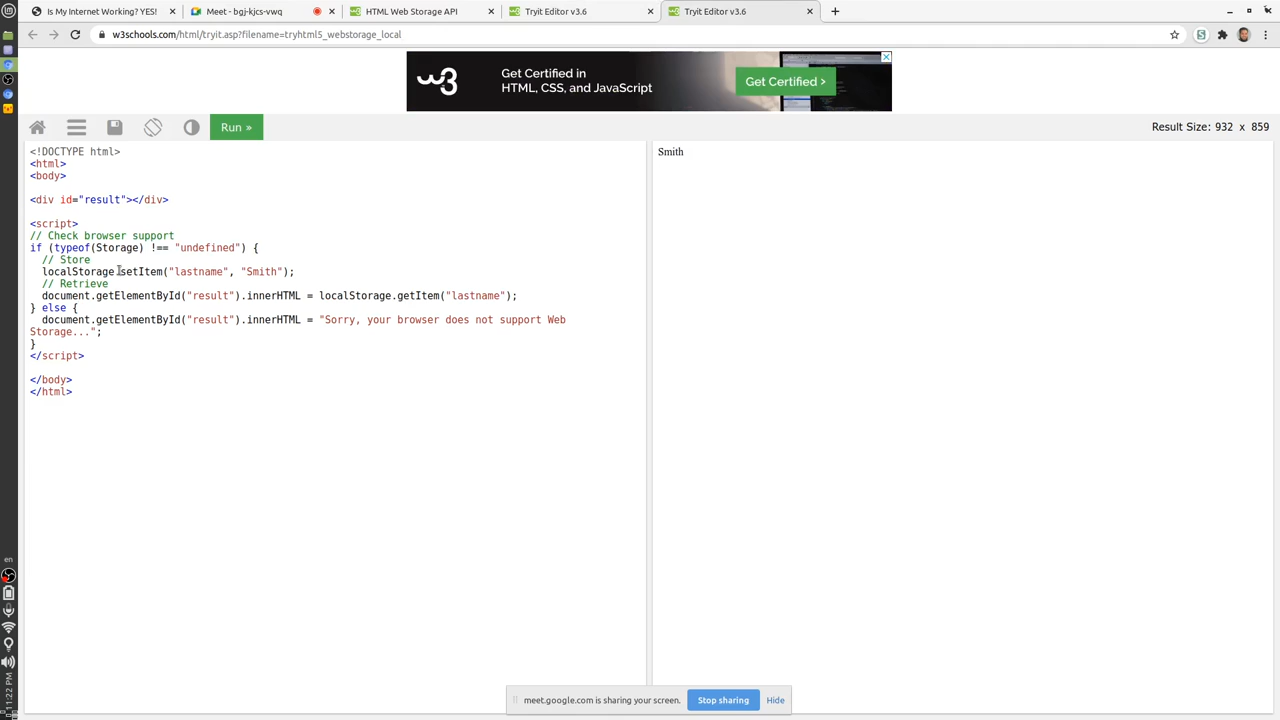 Is My Internet Working? YES!
Meet - bgj-kjcs-vwq
HTML Web Storage API
Tryit Editor v3.6
Tryit Editor v3.6
w3schools.com/html/tryit.asp?filename=tryhtml5_webstorage_local
Get Certified in
HTML, CSS, and JavaScript
Get Certified >
Run »
Result Size: 932 x 859
<!DOCTYPE html>
<html>
<body>
<div id="result"></div>
<script>
// Check browser support
if (typeof(Storage) !== "undefined") {
// Store
localStorage.setItem("lastname", "Smith");
// Retrieve
document.getElementById("result").innerHTML = localStorage.getItem("lastname");
} else {
document.getElementById("result").innerHTML = "Sorry, your browser does not support Web
Storage...";
}
</script>
</body>
</html>
Smith
en
11:22 PM
meet.google.com is sharing your screen.
Stop sharing
Hide